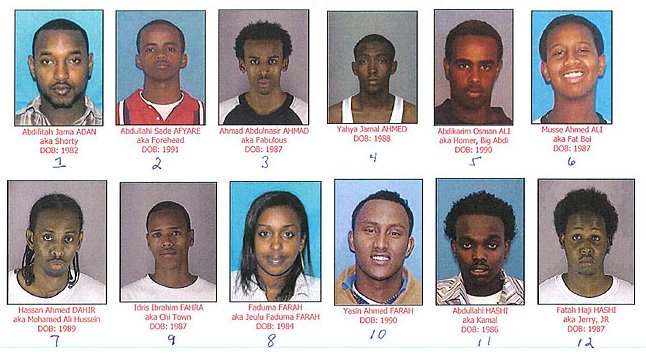 Abdifitah Jama ADAN
aka Shorty
DOB: 1982
1
Abdullahi Sade AFYARE
aka Forehead
DOB: 1991
2
Ahmad Abdulnasir AHMAD
aka Fabulous
DOB: 1987
3
Yahya Jamal AHMED
DOB: 1988
4
Abdikarim Osman ALI
aka Homer, Big Abdi
DOB: 1990
5
Musse Ahmed ALI
aka Fat Boi
DOB: 1987
6
Hassan Ahmed DAHIR
aka Mohamed Ali Hussein
DOB: 1989
7
Idris Ibrahim FAHRA
aka Chi Town
DOB: 1987
9
Faduma FARAH
aka Jeulu Faduma FARAH
DOB: 1984
8
Yasin Ahmed FARAH
DOB: 1990
10
Abdullahi HASHI
aka Kamal
DOB: 1986
11
Fatah Haji HASHI
aka Jerry, JR
DOB: 1987
12